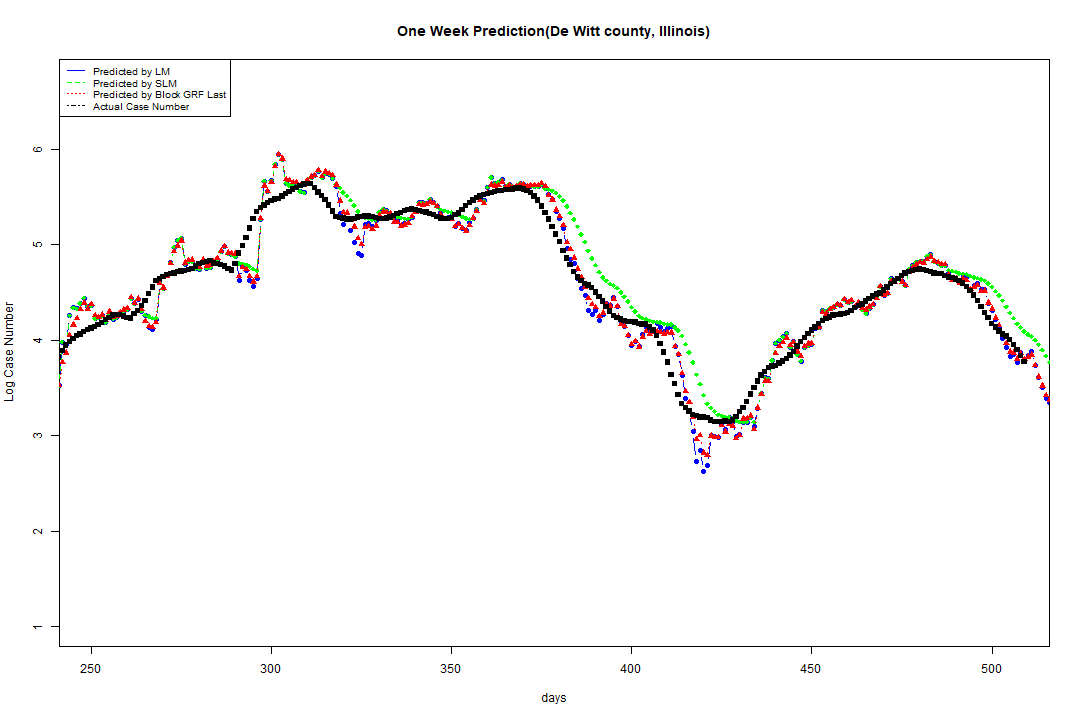 One Week Prediction(De Witt county, Illinois)
Predicted by LM
Predicted by SLM
Predicted by Block GRF Last
Actual Case Number
6
5
4
3
2
1
Log Case Number
250 300 350 400 450 500
days